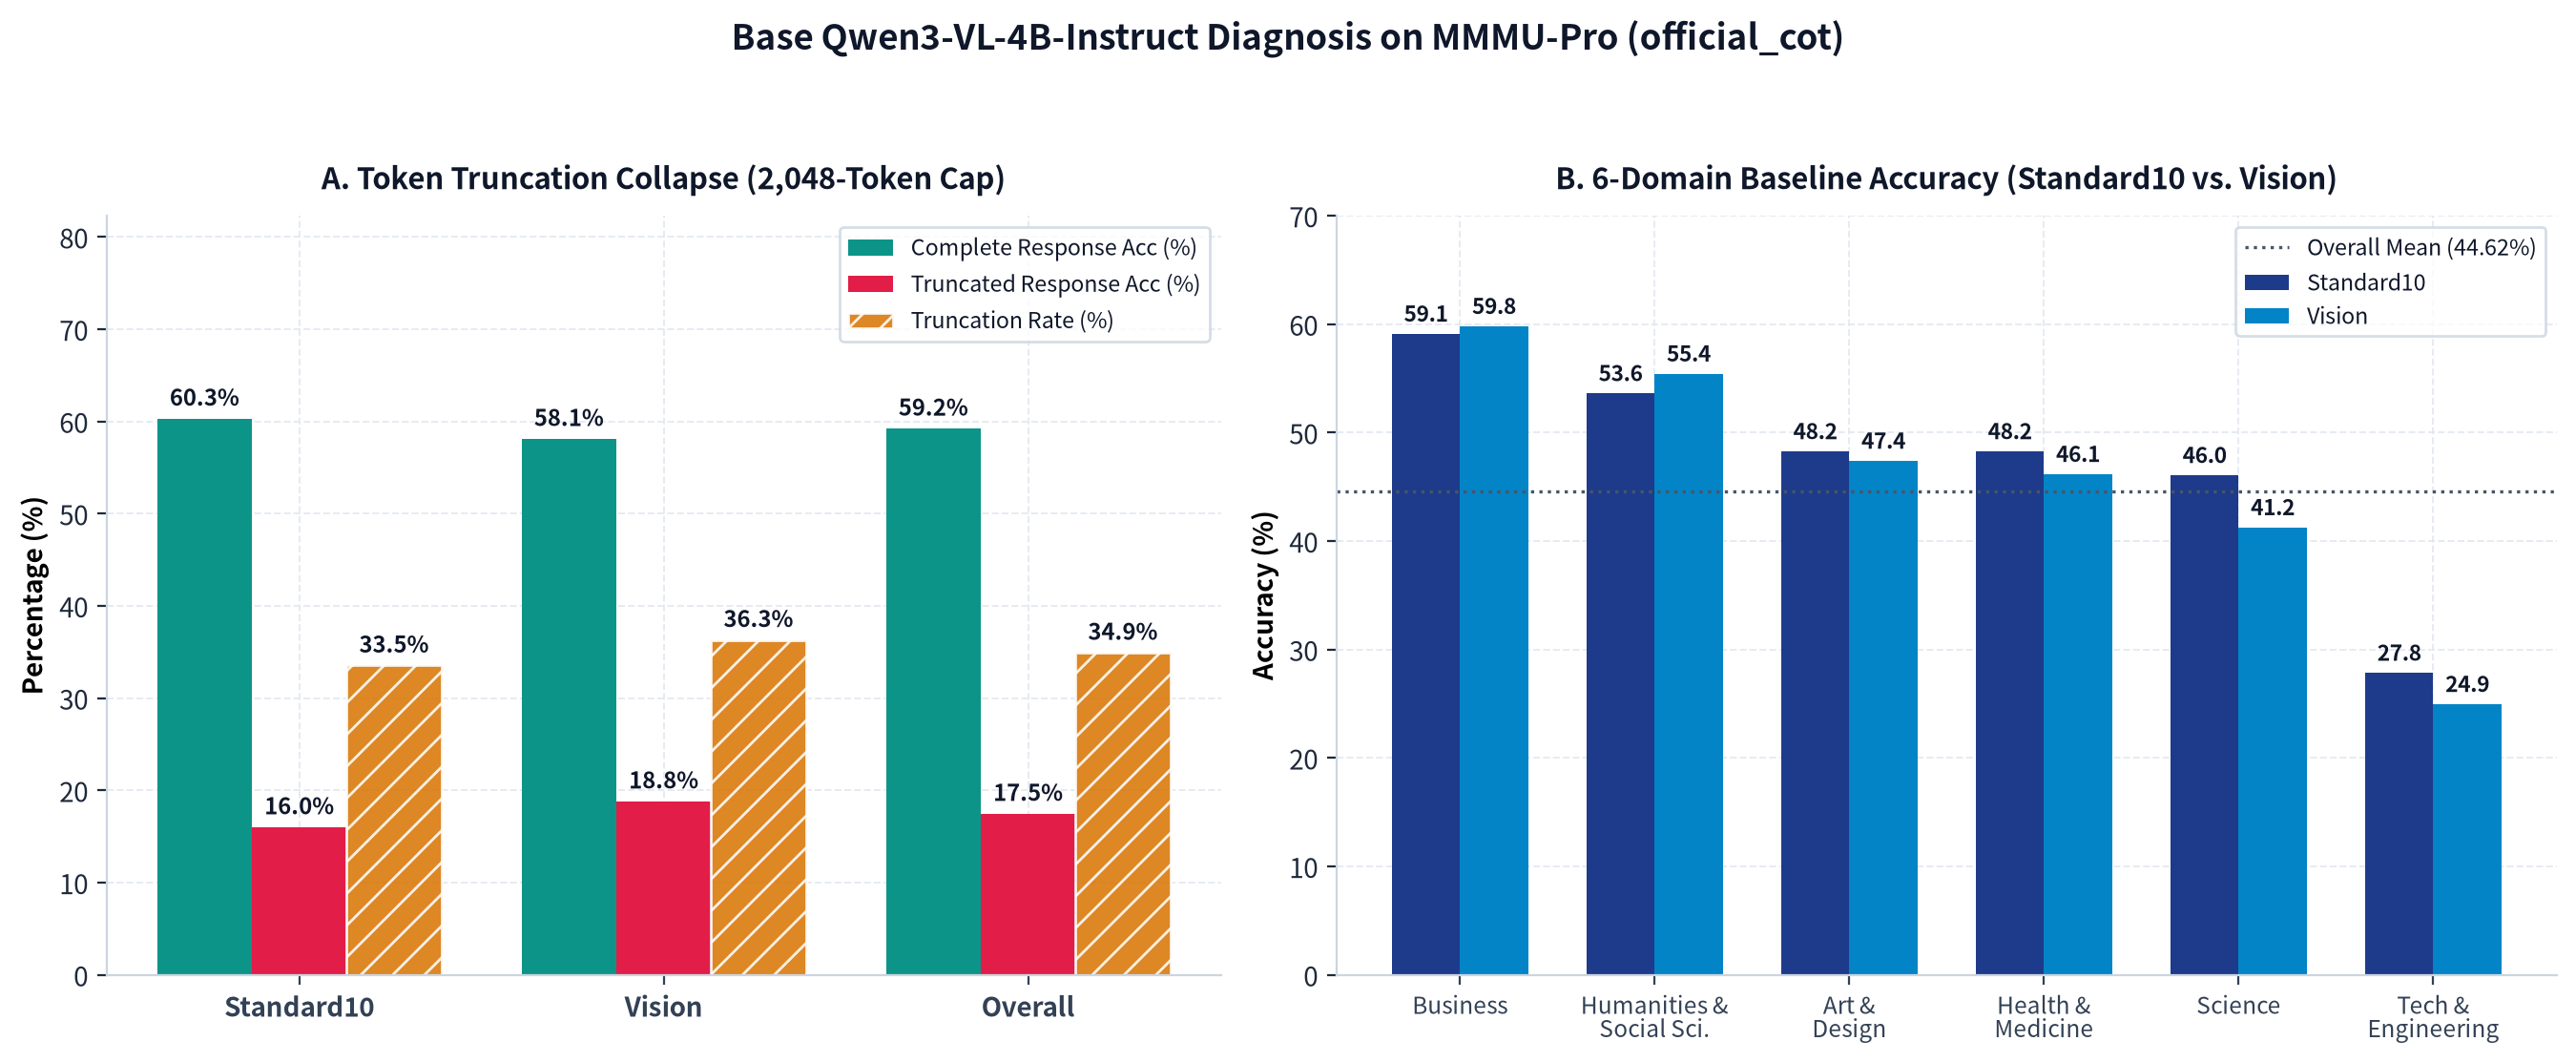 Base Qwen3-VL-4B-Instruct Diagnosis on MMMU-Pro (official_cot)
A. Token Truncation Collapse (2,048-Token Cap)
Percentage (%)
80
70
60
50
40
30
20
10
0
Complete Response Acc (%)
Truncated Response Acc (%)
Truncation Rate (%)
60.3%
16.0%
33.5%
58.1%
18.8%
36.3%
59.2%
17.5%
34.9%
Standard10
Vision
Overall
B. 6-Domain Baseline Accuracy (Standard10 vs. Vision)
Accuracy (%)
70
60
50
40
30
20
10
0
Overall Mean (44.62%)
Standard10
Vision
59.1
59.8
53.6
55.4
48.2
47.4
48.2
46.1
46.0
41.2
27.8
24.9
Business
Humanities &
Social Sci.
Art &
Design
Health &
Medicine
Science
Tech &
Engineering